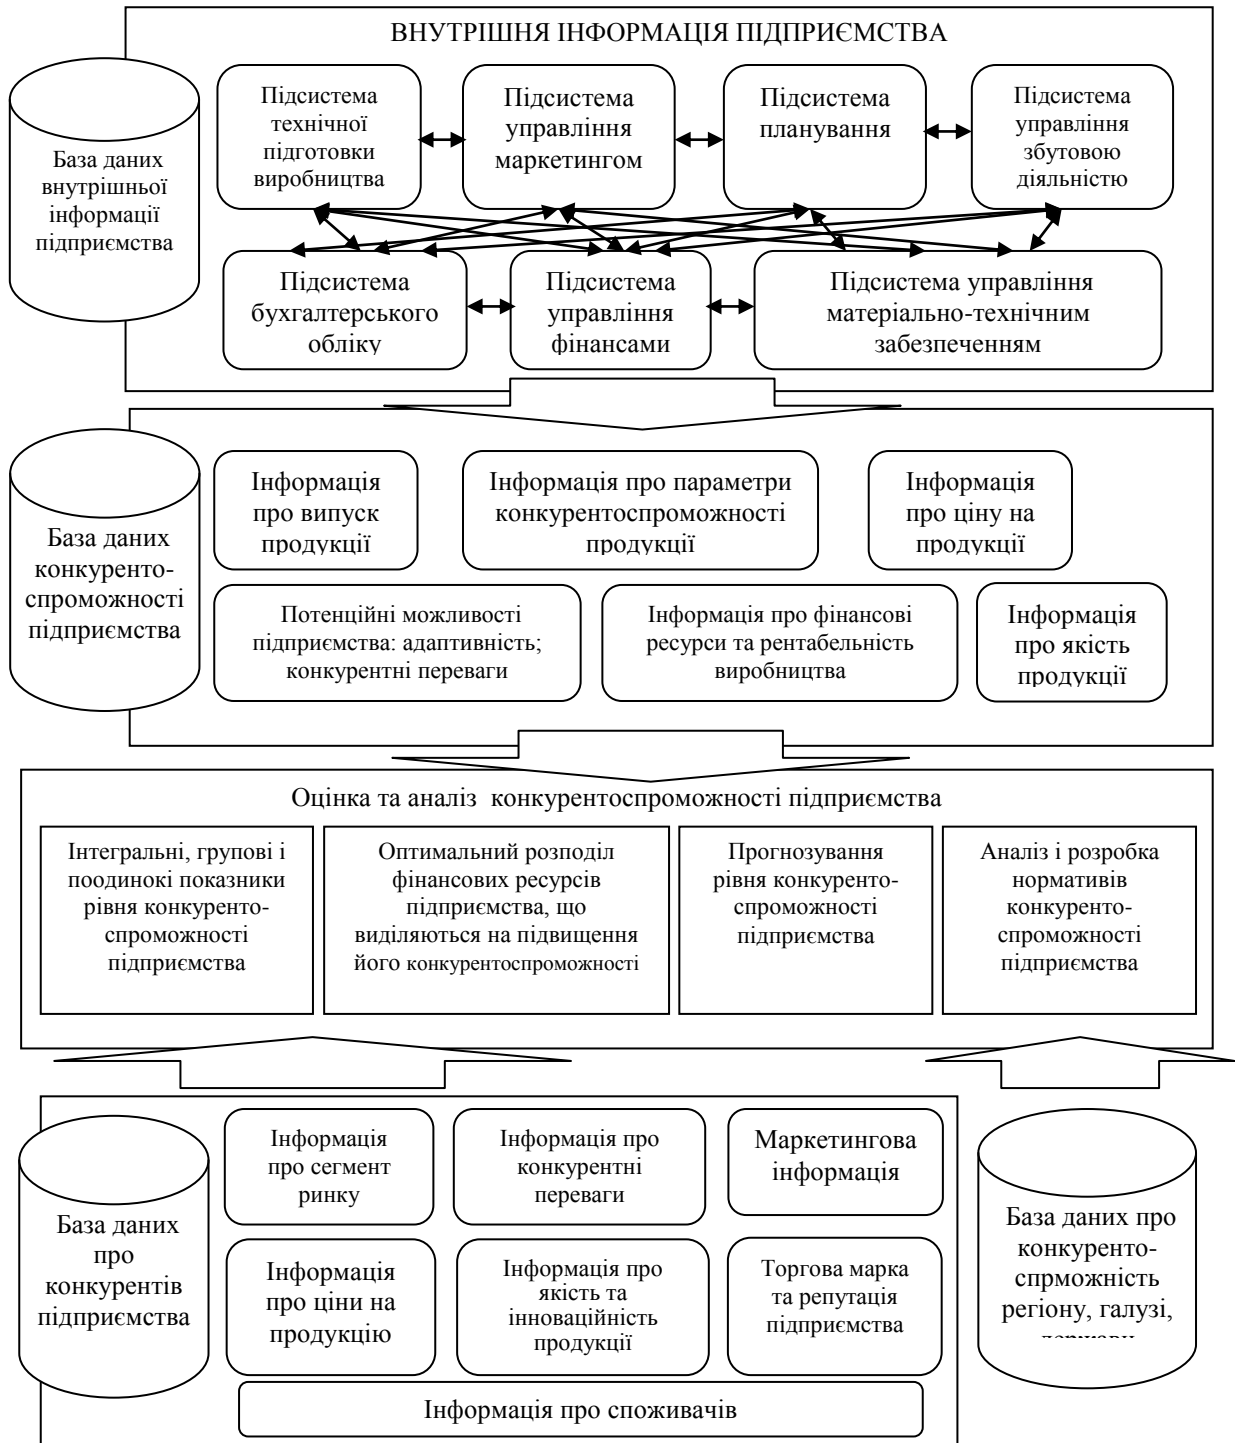 ВНУТРІШНЯ ІНФОРМАЦІЯ ПІДПРИЄМСТВА
База даних
внутрішньої
інформації
підприємства
Підсистема
технічної
підготовки
виробництва
Підсистема
управління
маркетингом
Підсистема
планування
Підсистема
управління
збутовою
діяльністю
Підсистема
бухгалтерського
обліку
Підсистема
управління
фінансами
Підсистема управління
матеріально-технічним
забезпеченням
База даних
конкуренто-
спроможності
підприємства
Інформація
про випуск
продукції
Інформація про параметри
конкурентоспроможності
продукції
Інформація
про ціну на
продукції
Потенційні можливості
підприємства: адаптивність;
конкурентні переваги
Інформація про фінансові
ресурси та рентабельність
виробництва
Інформація
про якість
продукції
Оцінка та аналіз конкурентоспроможності підприємства
Інтегральні, групові і
поодинокі показники
рівня конкуренто-
спроможності
підприємства
Оптимальний розподіл
фінансових ресурсів
підприємства, що
виділяються на підвищення
його конкурентоспроможності
Прогнозування
рівня конкуренто-
спроможності
підприємства
Аналіз і розробка
нормативів
конкуренто-
спроможності
підприємства
База даних
про
конкурентів
підприємства
Інформація
про сегмент
ринку
Інформація про
конкурентні
переваги
Маркетингова
інформація
Інформація
про ціни на
продукцію
Інформація про
якість та
інноваційність
продукції
Торгова марка
та репутація
підприємства
Інформація про споживачів
База даних про
конкуренто-
спрможність
регіону, галузі,